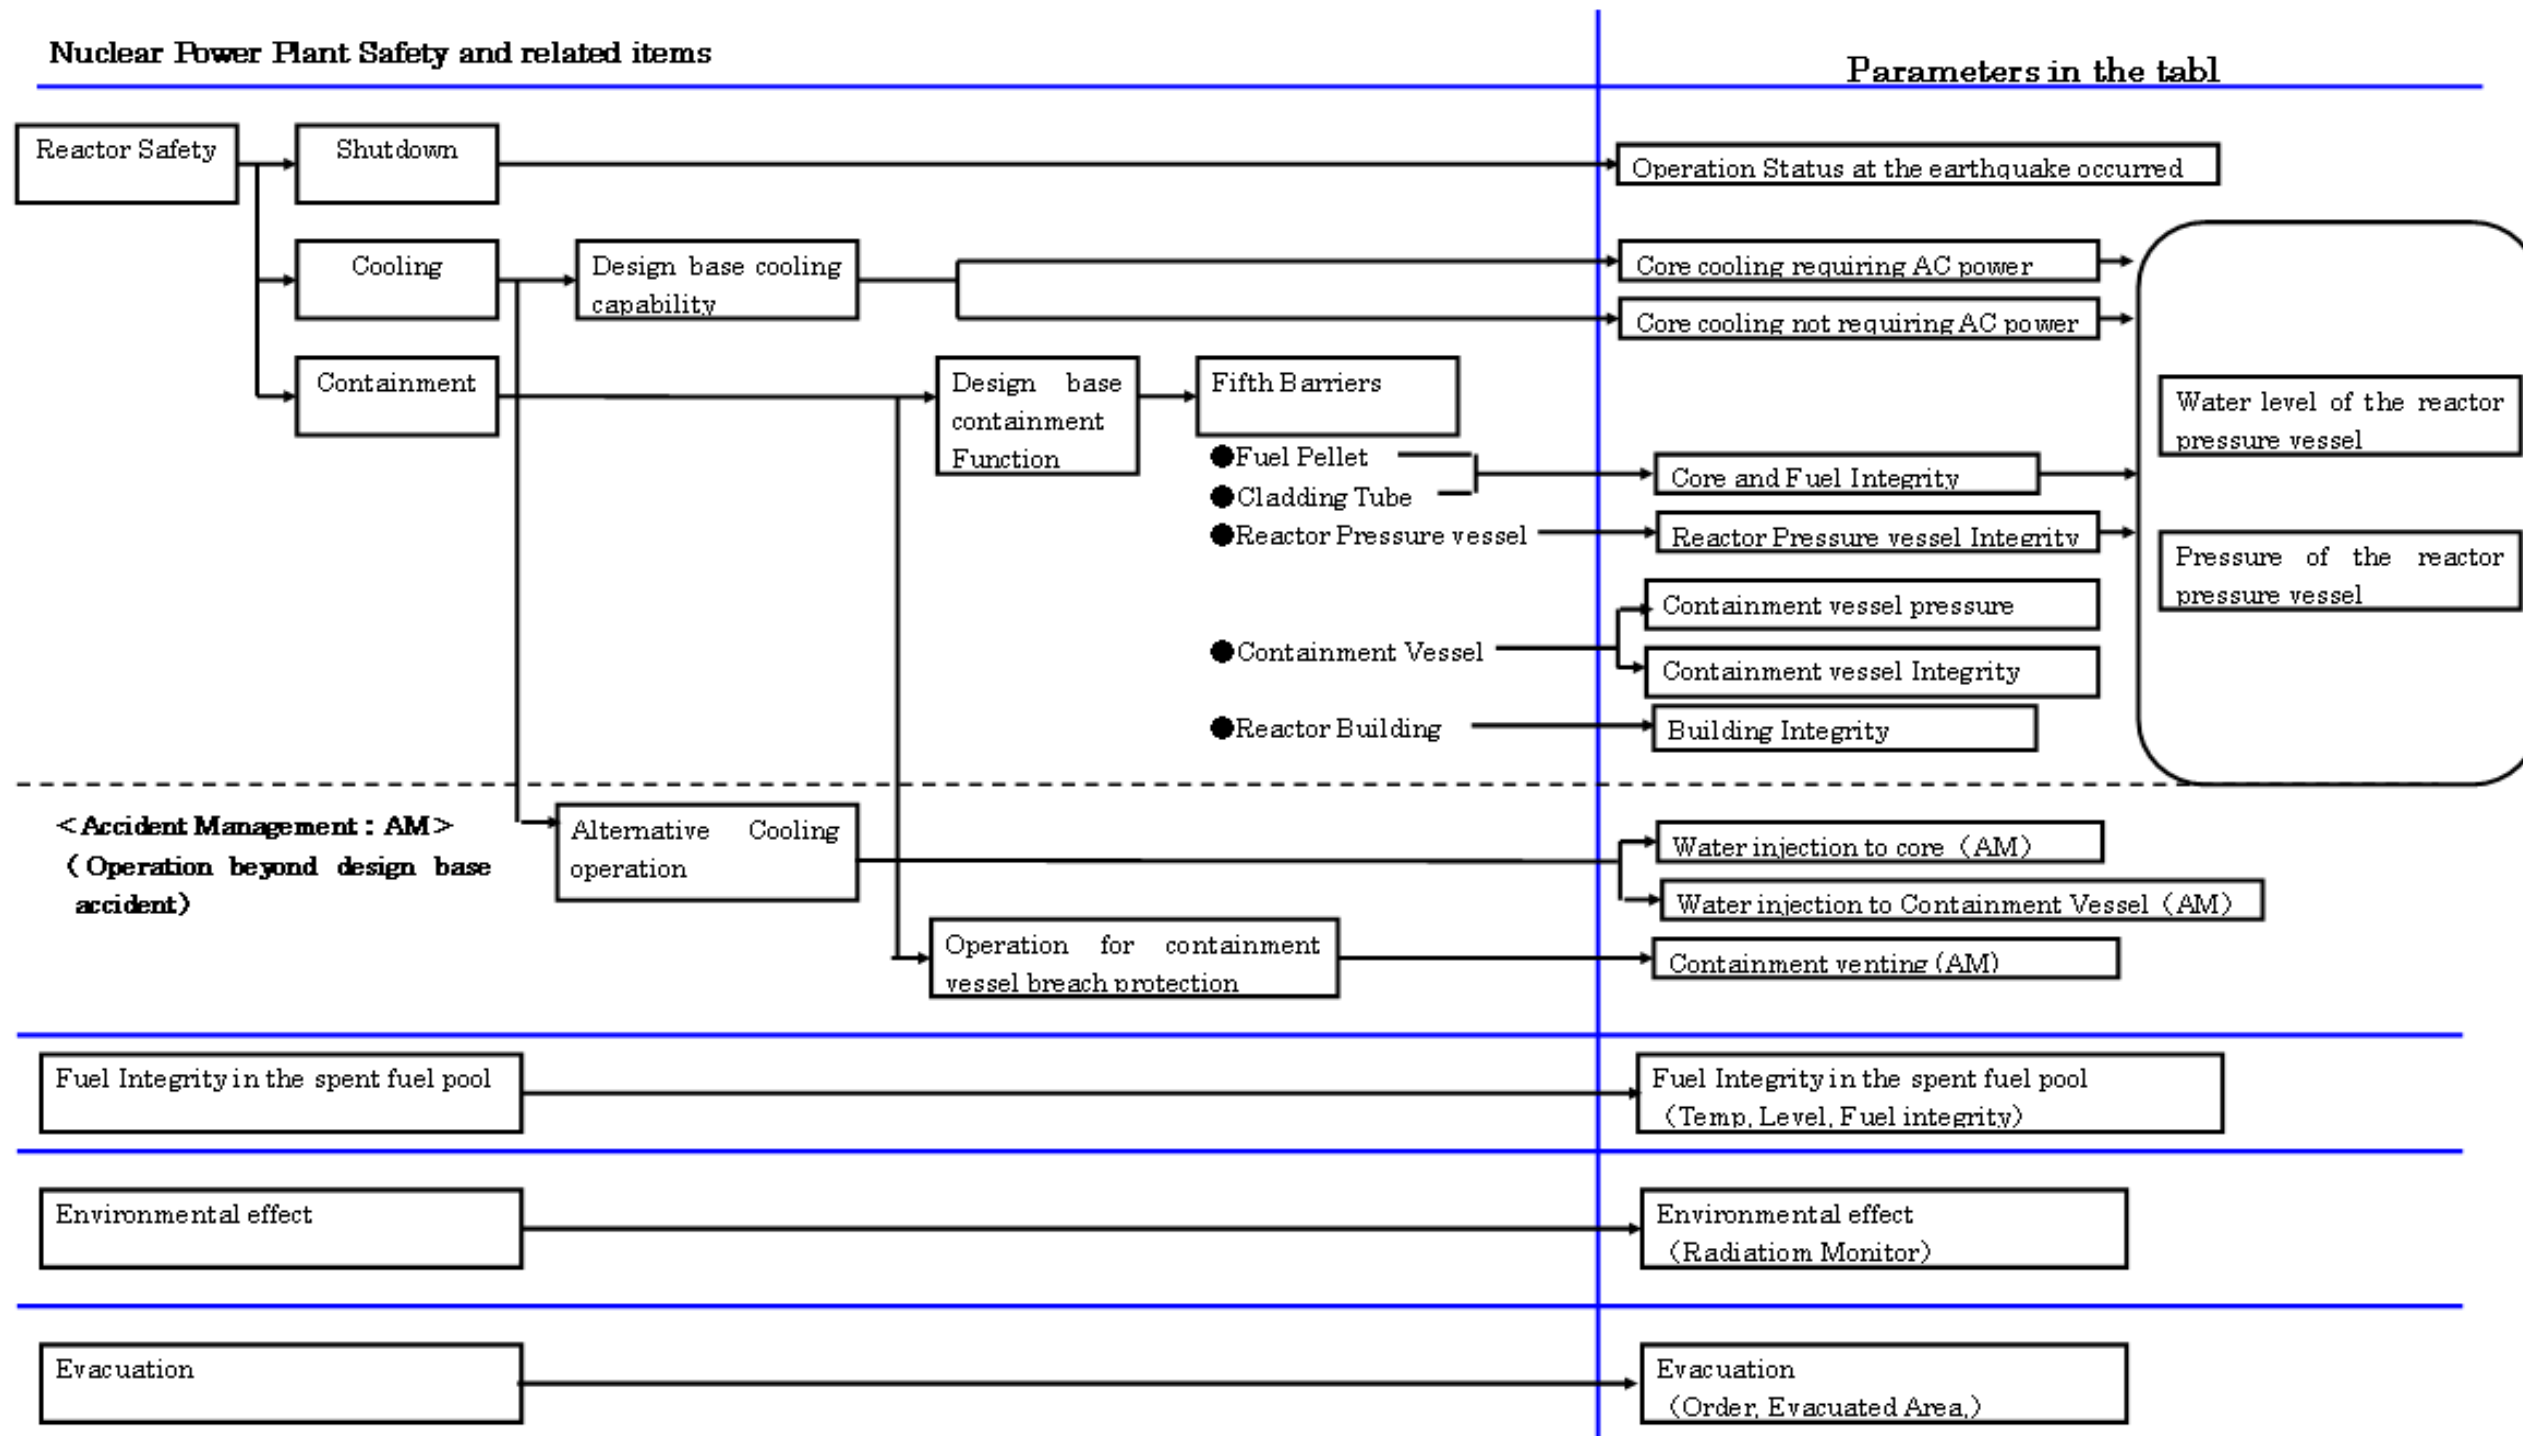 Nuclear Power Plant Safety and related items
Parameters in the tabl
Reactor Safety
Shutdown
Operation Status at the earthquake occurred
Cooling
Design base cooling
capability
Core cooling requiring AC power
Core cooling not requiring AC power
Containment
Design base
containment
Function
Fifth Barriers
●Fuel Pellet
●Cladding Tube
●Reactor Pressure vessel
●Containment Vessel
●Reactor Building
Core and Fuel Integrity
Reactor Pressure vessel Integrity
Containment vessel pressure
Containment vessel Integrity
Building Integrity
Water level of the reactor
pressure vessel
Pressure of the reactor
pressure vessel
<Accident Management：AM>
（Operation beyond design base
accident）
Alternative Cooling
operation
Water injection to core（AM）
Water injection to Containment Vessel（AM）
Operation for containment
vessel breach protection
Containment venting (AM)
Fuel Integrity in the spent fuel pool
Fuel Integrity in the spent fuel pool
（Temp, Level, Fuel integrity）
Environmental effect
Environmental effect
（Radiatiom Monitor）
Evacuation
Evacuation
（Order, Evacuated Area,）